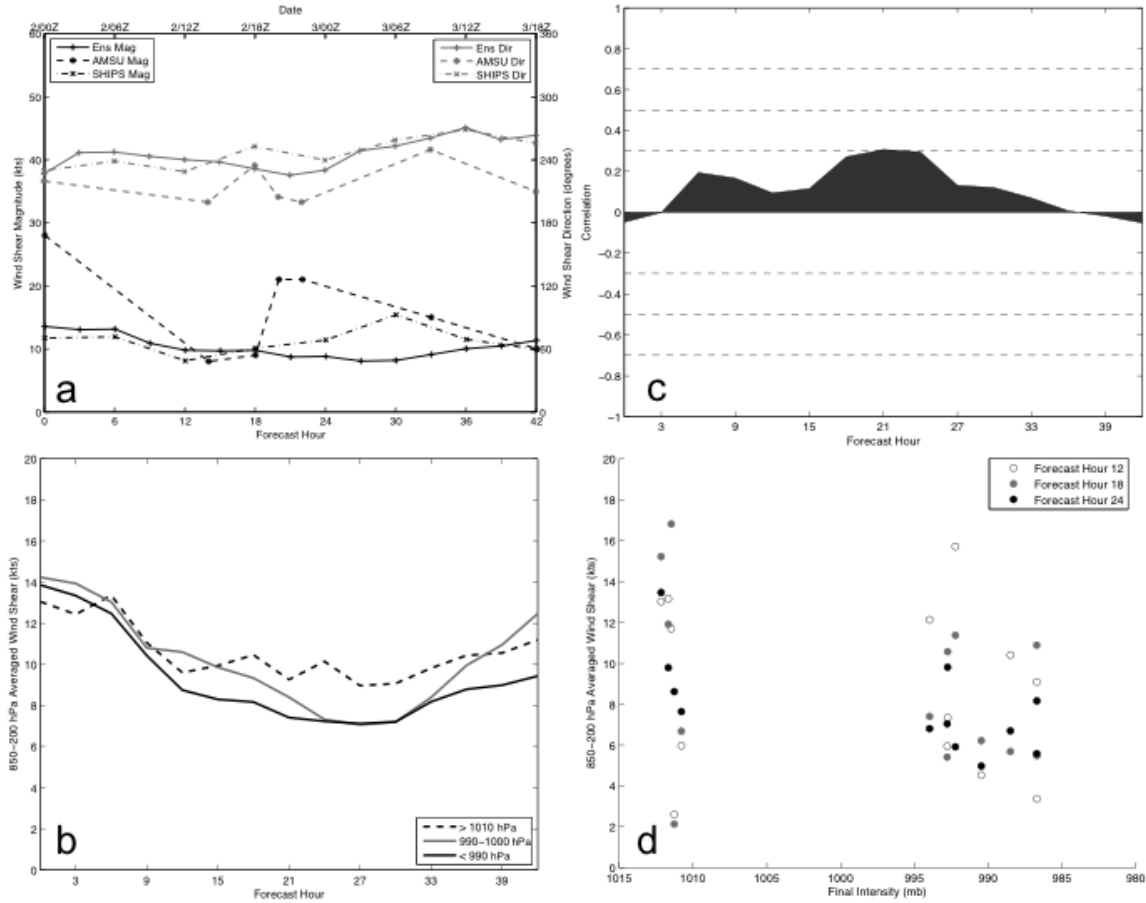 Date
2/00Z 2/06Z 2/12Z 2/18Z 3/00Z 3/06Z 3/12Z 3/18Z
Ens Mag
AMSU Mag
SHIPS Mag
Ens Dir
AMSU Dir
SHIPS Dir
60 50 40 30 20 10 0
Wind Shear Magnitude (kts)
360 300 240 180 120 60 0
Wind Shear Direction (degrees)
a
0 6 12 18 24 30 36 42
Forecast Hour
1 0.8 0.6 0.4 0.2 0 −0.2 −0.4 −0.6 −0.8 −1
Correlation
c
3 9 15 21 27 33 39
Forecast Hour
20 18 16 14 12 10 8 6 4 2 0
850−200 hPa Averaged Wind Shear (kts)
b
> 1010 hPa
990−1000 hPa
< 990 hPa
3 9 15 21 27 33 39
Forecast Hour
20 18 16 14 12 10 8 6 4 2 0
850−200 hPa Averaged Wind Shear (kts)
Forecast Hour 12
Forecast Hour 18
Forecast Hour 24
d
1015 1010 1005 1000 995 990 985 980
Final Intensity (mb)